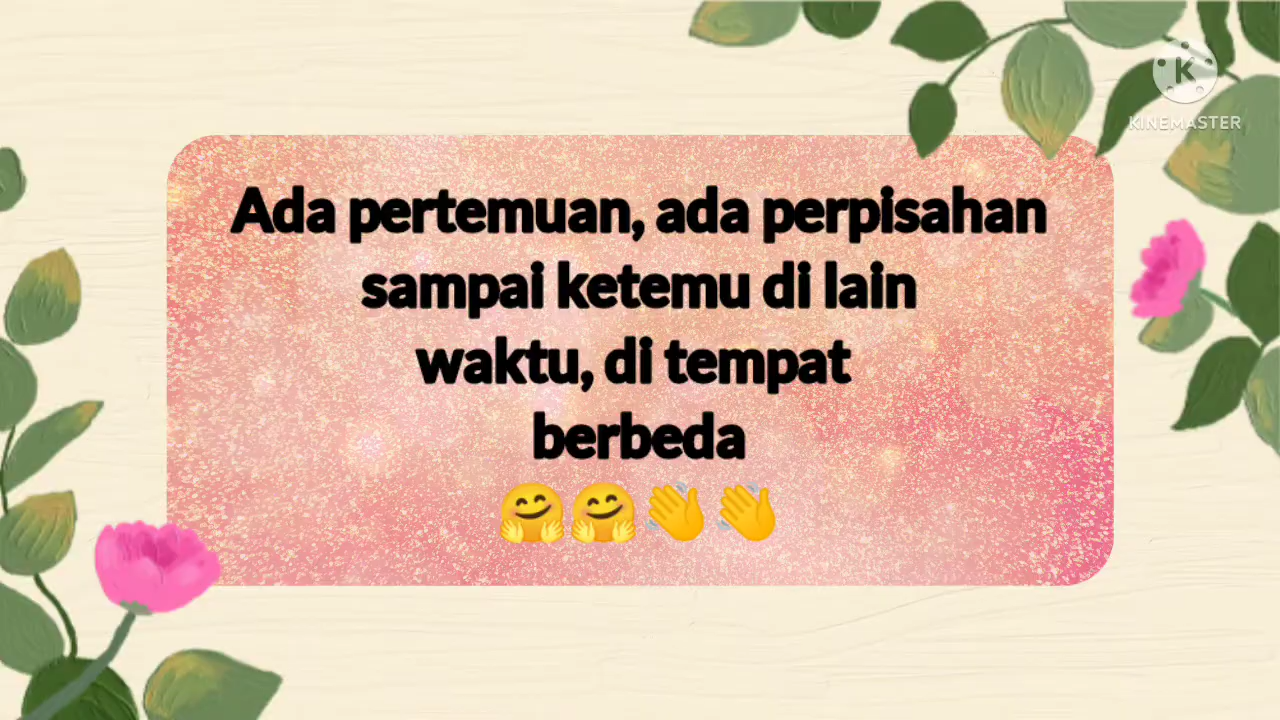 KINEMASTER
Ada pertemuan, ada perpisahan
sampai ketemu di lain
waktu, di tempat
berbeda
🤗🤗👋👋